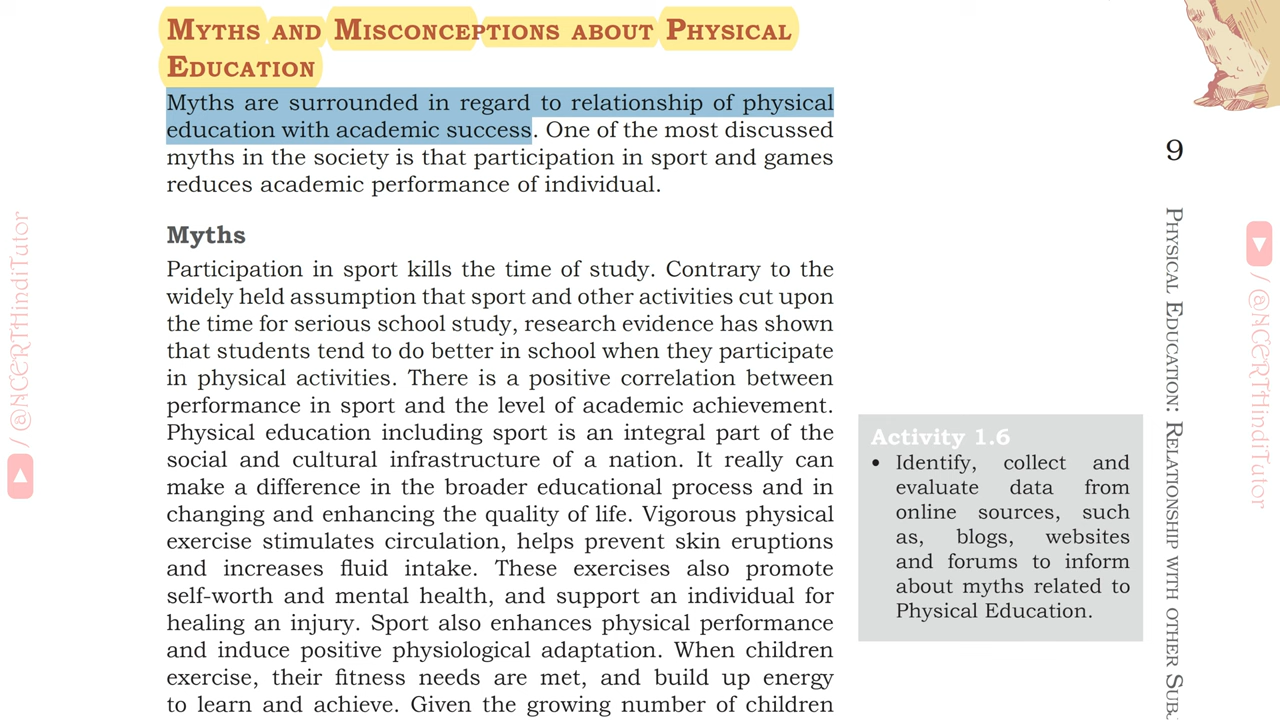 MYTHS AND MISCONCEPTIONS ABOUT PHYSICAL
EDUCATION
Myths are surrounded in regard to relationship of physical
education with academic success. One of the most discussed
myths in the society is that participation in sport and games
reduces academic performance of individual.
Myths
Participation in sport kills the time of study. Contrary to the
widely held assumption that sport and other activities cut upon
the time for serious school study, research evidence has shown
that students tend to do better in school when they participate
in physical activities. There is a positive correlation between
performance in sport and the level of academic achievement.
Physical education including sport is an integral part of the
social and cultural infrastructure of a nation. It really can
make a difference in the broader educational process and in
changing and enhancing the quality of life. Vigorous physical
exercise stimulates circulation, helps prevent skin eruptions
and increases fluid intake. These exercises also promote
self-worth and mental health, and support an individual for
healing an injury. Sport also enhances physical performance
and induce positive physiological adaptation. When children
exercise, their fitness needs are met, and build up energy
to learn and achieve. Given the growing number of children
Activity 1.6
• Identify, collect and
evaluate data from
online sources, such
as, blogs, websites
and forums to inform
about myths related to
Physical Education.
9
PHYSICAL EDUCATION: RELATIONSHIP WITH OTHER SUBJ
/ @NCERTHindiTutor
/ @NCERTHindiTutor